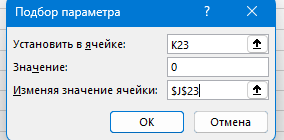 Подбор параметра ? ×
Установить в ячейке: K23
Значение: 0
Изменяя значение ячейки: $J$23
ОК Отмена